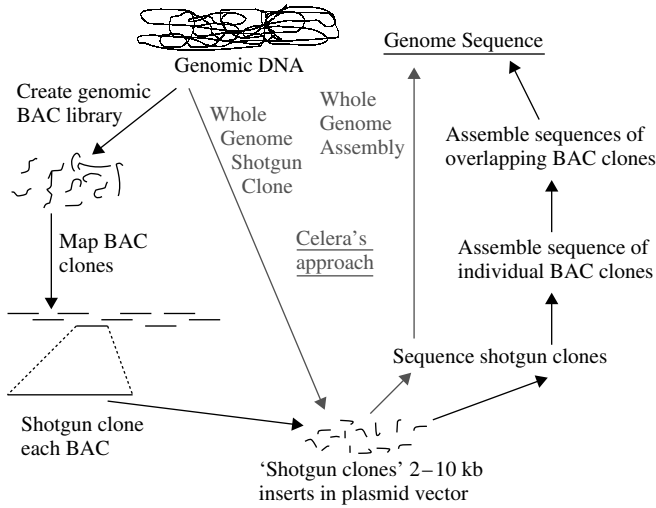 Genomic DNA
Genome Sequence
Create genomic
BAC library
Whole
Genome
Shotgun
Clone
Whole
Genome
Assembly
Assemble sequences of
overlapping BAC clones
Map BAC
clones
Celera's
approach
Assemble sequence of
individual BAC clones
Sequence shotgun clones
Shotgun clone
each BAC
‘Shotgun clones’ 2–10 kb
inserts in plasmid vector